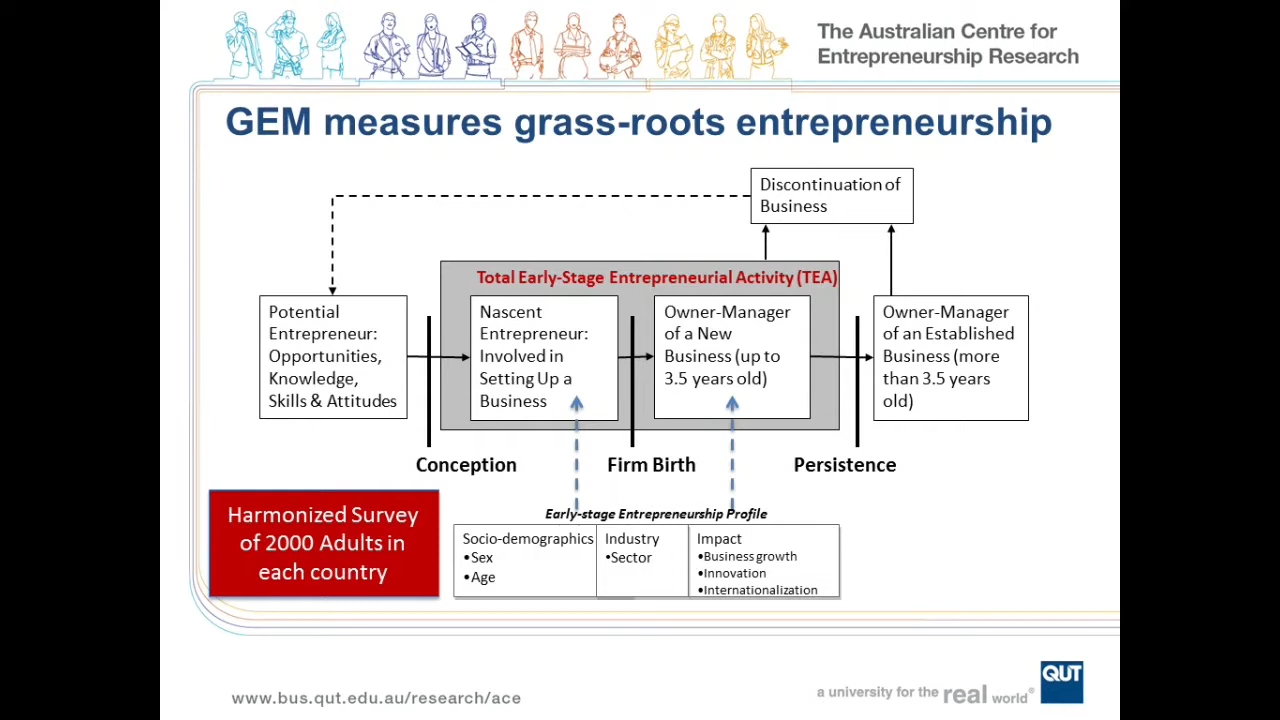 The Australian Centre for
Entrepreneurship Research
GEM measures grass-roots entrepreneurship
Discontinuation of
Business
Total Early-Stage Entrepreneurial Activity (TEA)
Potential
Entrepreneur:
Opportunities,
Knowledge,
Skills & Attitudes
Nascent
Entrepreneur:
Involved in
Setting Up a
Business
Owner-Manager
of a New
Business (up to
3.5 years old)
Owner-Manager
of an Established
Business (more
than 3.5 years
old)
Conception
Firm Birth
Persistence
Harmonized Survey
of 2000 Adults in
each country
Early-stage Entrepreneurship Profile
Socio-demographics
•Sex
•Age
Industry
•Sector
Impact
•Business growth
•Innovation
•Internationalization
www.bus.qut.edu.au/research/ace
a university for the real world®
QUT